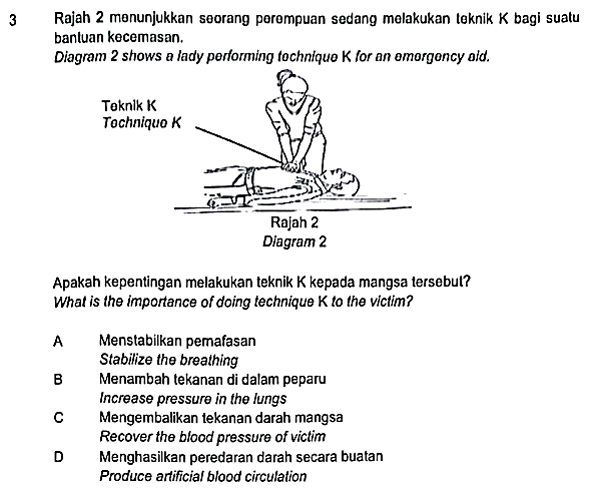 3 Rajah 2 menunjukkan seorang perempuan sedang melakukan teknik K bagi suatu
bantuan kecemasan.
Diagram 2 shows a lady performing technique K for an emergency aid.
Teknik K
Technique K
Rajah 2
Diagram 2
Apakah kepentingan melakukan teknik K kepada mangsa tersebut?
What is the importance of doing technique K to the victim?
A Menstabilkan pernafasan
Stabilize the breathing
B Menambah tekanan di dalam peparu
Increase pressure in the lungs
C Mengembalikan tekanan darah mangsa
Recover the blood pressure of victim
D Menghasilkan peredaran darah secara buatan
Produce artificial blood circulation